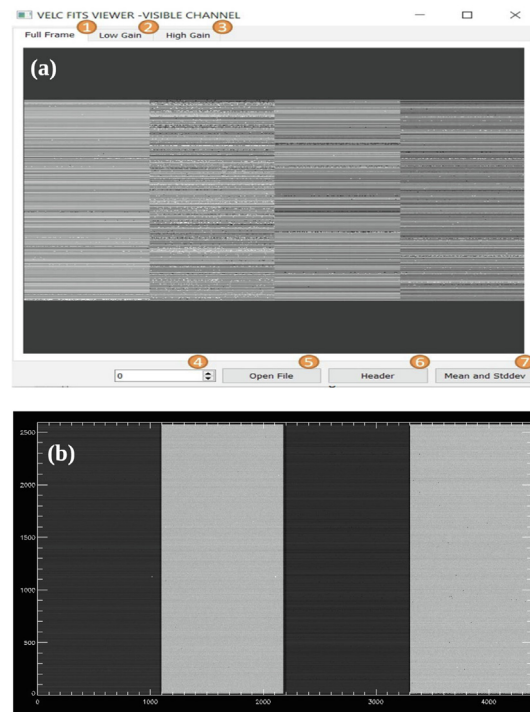 VELC FITS VIEWER -VISIBLE CHANNEL
1 2 3
Full Frame Low Gain High Gain
(a)
4 5 6 7
0 Open File Header Mean and Stddev
(b)
2500
2000
1500
1000
500
0
0 1000 2000 3000 4000